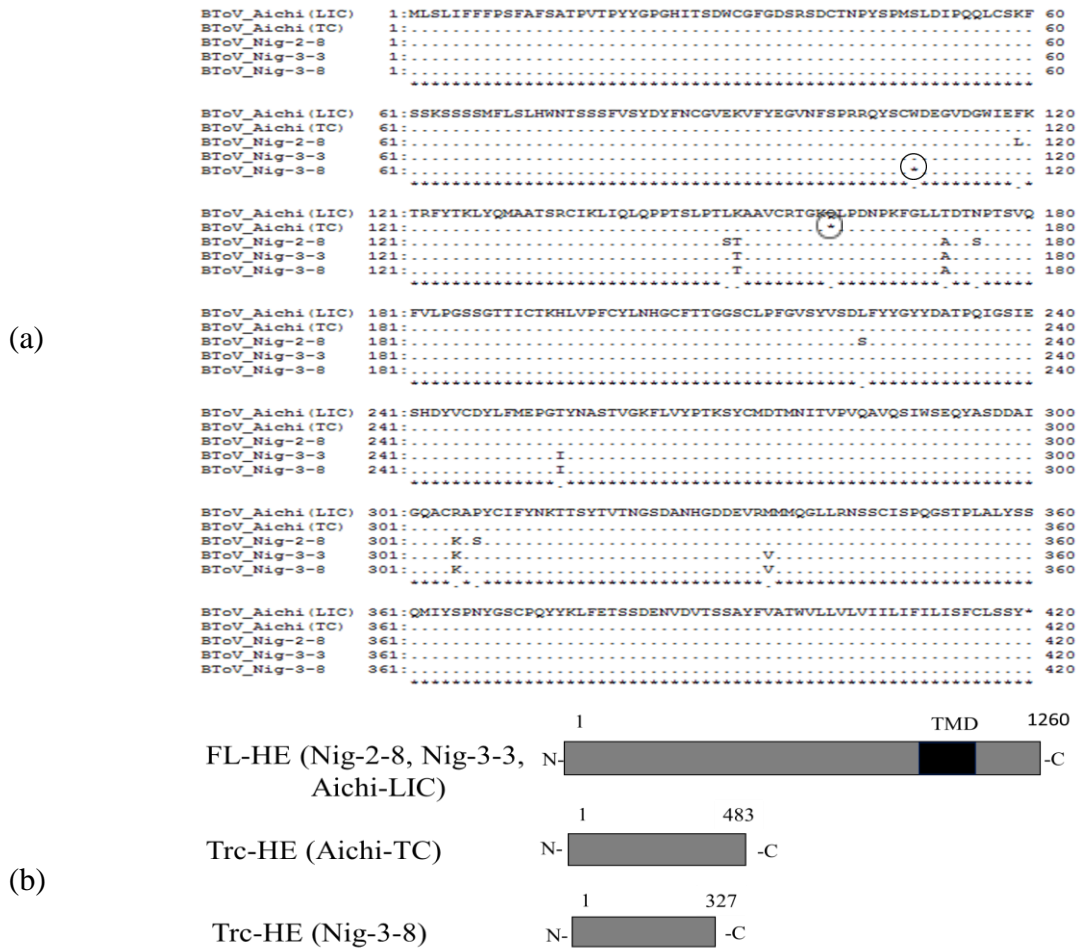 BToV_Aichi(LIC) 1:MLSLIFFFPSFAFSATPVTPYYGPGHITSDWCGFGDSRSDCTNPYSPMSLDIPQQLCSKF 60
BToV_Aichi(TC) 1:............................................................ 60
BToV_Nig-2-8 1:............................................................ 60
BToV_Nig-3-3 1:............................................................ 60
BToV_Nig-3-8 1:............................................................ 60
************************************************************
BToV_Aichi(LIC) 61:SSKSSSSMFLSLHWNTSSSFVSYDYFNCGVEKVFYEGVNFSPRRQYSCWDEGVDGWIEFK 120
BToV_Aichi(TC) 61:............................................................ 120
BToV_Nig-2-8 61:..........................................................L. 120
BToV_Nig-3-3 61:............................................................ 120
BToV_Nig-3-8 61:................................................*........... 120
************************************************.*********.*
BToV_Aichi(LIC) 121:TRFYTKLYQMAATSRCIKLIQLQPPTSLPTLKAAVCRTGKQLPDNPKFGLLTDTNPTSVQ 180
BToV_Aichi(TC) 121:........................................*................... 180
BToV_Nig-2-8 121:..............................ST...................A..S..... 180
BToV_Nig-3-3 121:...............................T...................A........ 180
BToV_Nig-3-8 121:...............................T...................A........ 180
******************************..********.**********.**.*****
BToV_Aichi(LIC) 181:FVLPGSSGTTICTKHLVPFCYLNHGCFTTGGSCLPFGVSYVSDLFYYGYYDATPQIGSIE 240
BToV_Aichi(TC) 181:............................................................ 240
BToV_Nig-2-8 181:...........................................S................ 240
BToV_Nig-3-3 181:............................................................ 240
BToV_Nig-3-8 181:............................................................ 240
*******************************************.****************
BToV_Aichi(LIC) 241:SHDYVCDYLFMEPGTYNASTVGKFLVYPTKSYCMDTMNITVPVQAVQSIWSEQYASDDAI 300
BToV_Aichi(TC) 241:............................................................ 300
BToV_Nig-2-8 241:............................................................ 300
BToV_Nig-3-3 241:..............I............................................. 300
BToV_Nig-3-8 241:..............I............................................. 300
**************.*********************************************
BToV_Aichi(LIC) 301:GQACRAPYCIFYNKTTSYTVTNGSDANHGDDEVRMMMQGLLRNSSCISPQGSTPLALYSS 360
BToV_Aichi(TC) 301:............................................................ 360
BToV_Nig-2-8 301:....K.S..................................................... 360
BToV_Nig-3-3 301:....K.............................V......................... 360
BToV_Nig-3-8 301:....K.............................V......................... 360
****.*.***************************.*************************
(a)
BToV_Aichi(LIC) 361:QMIYSPNYGSCPQYYKLFETSSDENVDVTSSAYFVATWVLLVLVIILIFILISFCLSSY* 420
BToV_Aichi(TC) 361:............................................................ 420
BToV_Nig-2-8 361:............................................................ 420
BToV_Nig-3-3 361:............................................................ 420
BToV_Nig-3-8 361:............................................................ 420
************************************************************
1 TMD 1260
FL-HE (Nig-2-8, Nig-3-3, N- -C
Aichi-LIC)
1 483
Trc-HE (Aichi-TC) N- -C
(b)
1 327
Trc-HE (Nig-3-8) N- -C